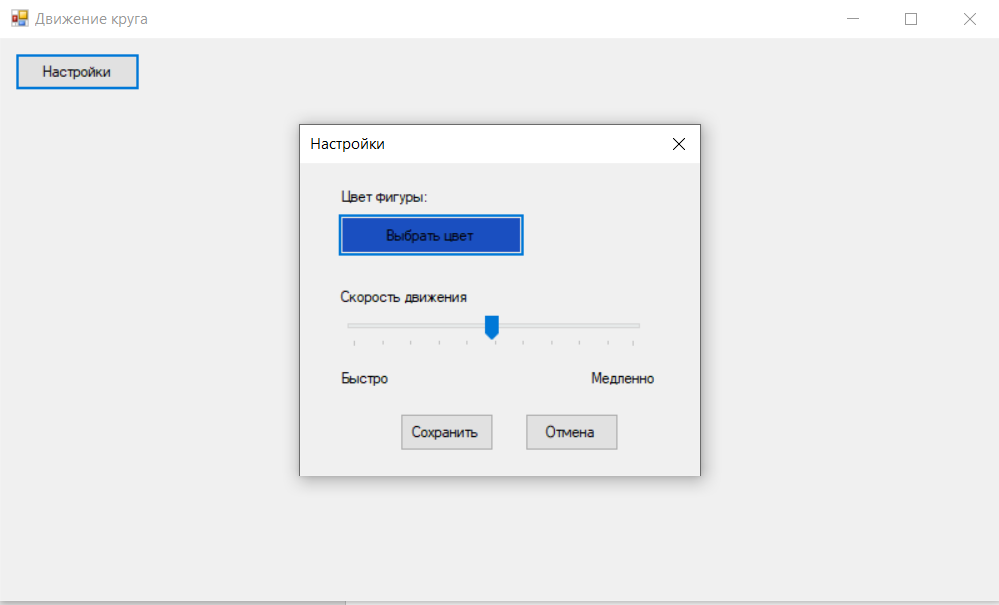 Движение круга
Настройки
Настройки
Цвет фигуры:
Выбрать цвет
Скорость движения
Быстро Медленно
Сохранить Отмена